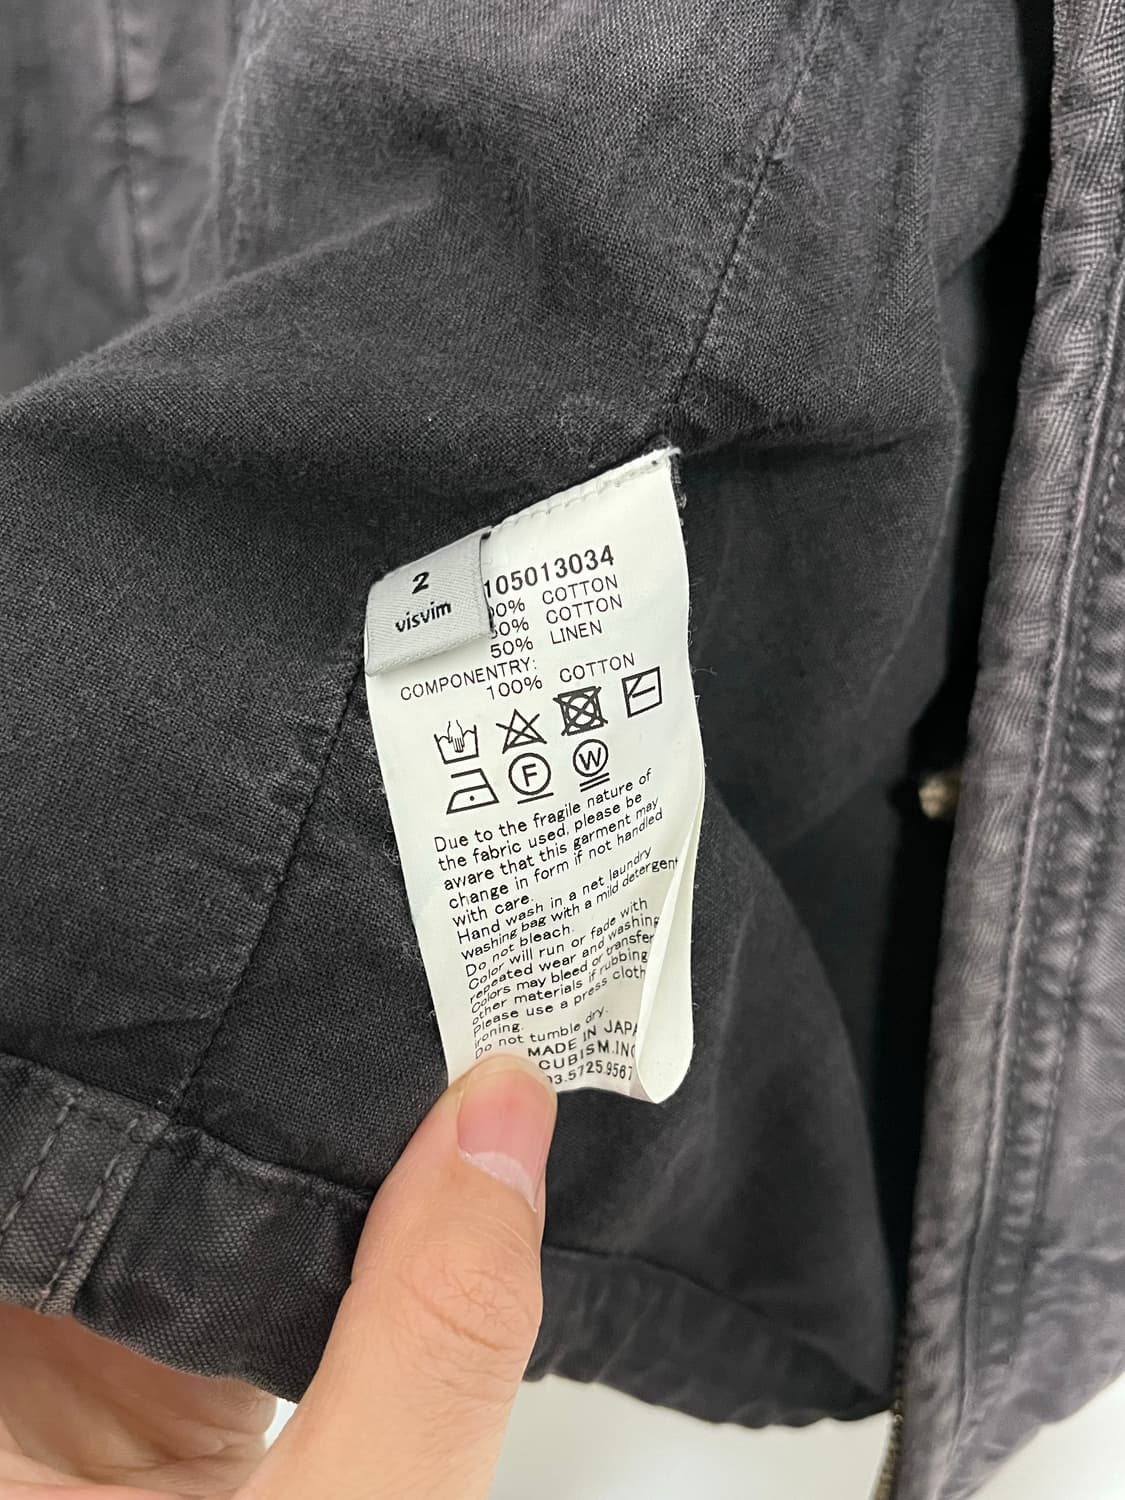 2
visvim
105013034
00% COTTON
50% COTTON
50% LINEN
COMPONENTRY:
100% COTTON
F
W
Due to the fragile nature of
the fabric used, please be
aware that this garment may
change in form if not handled
with care.
Hand wash in a net laundry
washing bag with a mild detergent
Do not bleach.
Color will run or fade with
repeated wear and washing
Colors may bleed or transfer
other materials if rubbing
Please use a press cloth
ironing.
Do not tumble dry.
MADE IN JAPA
CUBISM.INC
03.5725.9567